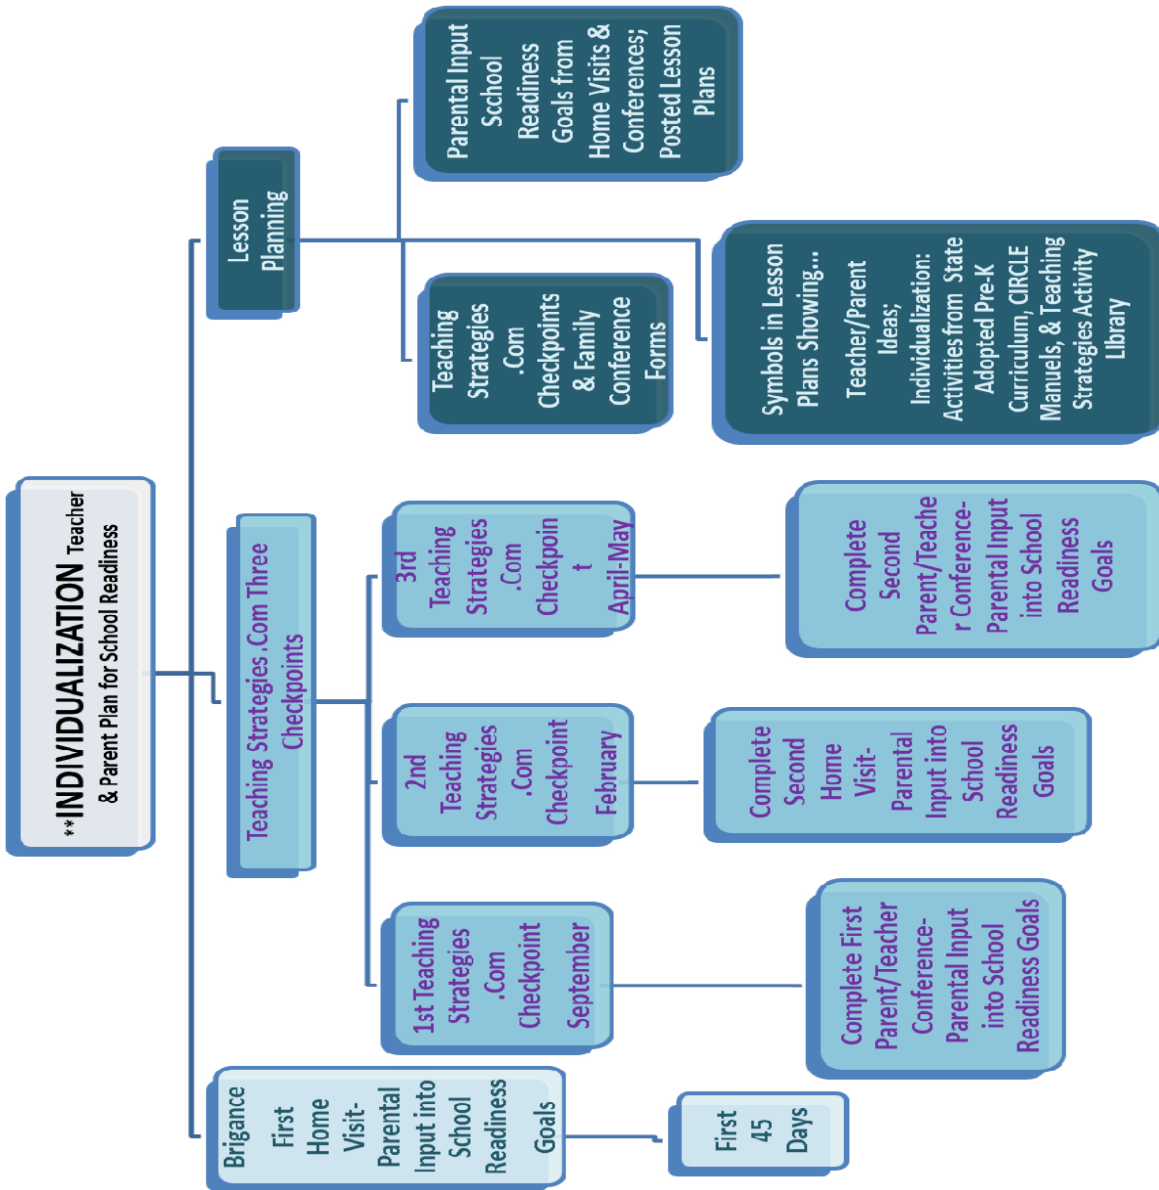 **INDIVIDUALIZATION Teacher
& Parent Plan for School Readiness
Brigance
First
Home
Visit-
Parental
Input into
School
Readiness
Goals
First
45
Days
Teaching Strategies .Com Three
Checkpoints
1st Teaching
Strategies
.Com
Checkpoint
September
Complete First
Parent/Teacher
Conference-
Parental Input
into School
Readiness Goals
2nd
Teaching
Strategies
.Com
Checkpoint
February
Complete
Second
Home
Visit-
Parental
Input into
School
Readiness
Goals
3rd
Teaching
Strategies
.Com
Checkpoin
t
April-May
Complete
Second
Parent/Teache
r Conference-
Parental Input
into School
Readiness
Goals
Lesson
Planning
Teaching
Strategies
.Com
Checkpoints
& Family
Conference
Forms
Symbols in Lesson
Plans Showing...
Teacher/Parent
Ideas;
Individualization:
Activities from State
Adopted Pre-K
Curriculum, CIRCLE
Manuels, & Teaching
Strategies Activity
Library
Parental Input
Scchool
Readiness
Goals from
Home Visits &
Conferences;
Posted Lesson
Plans